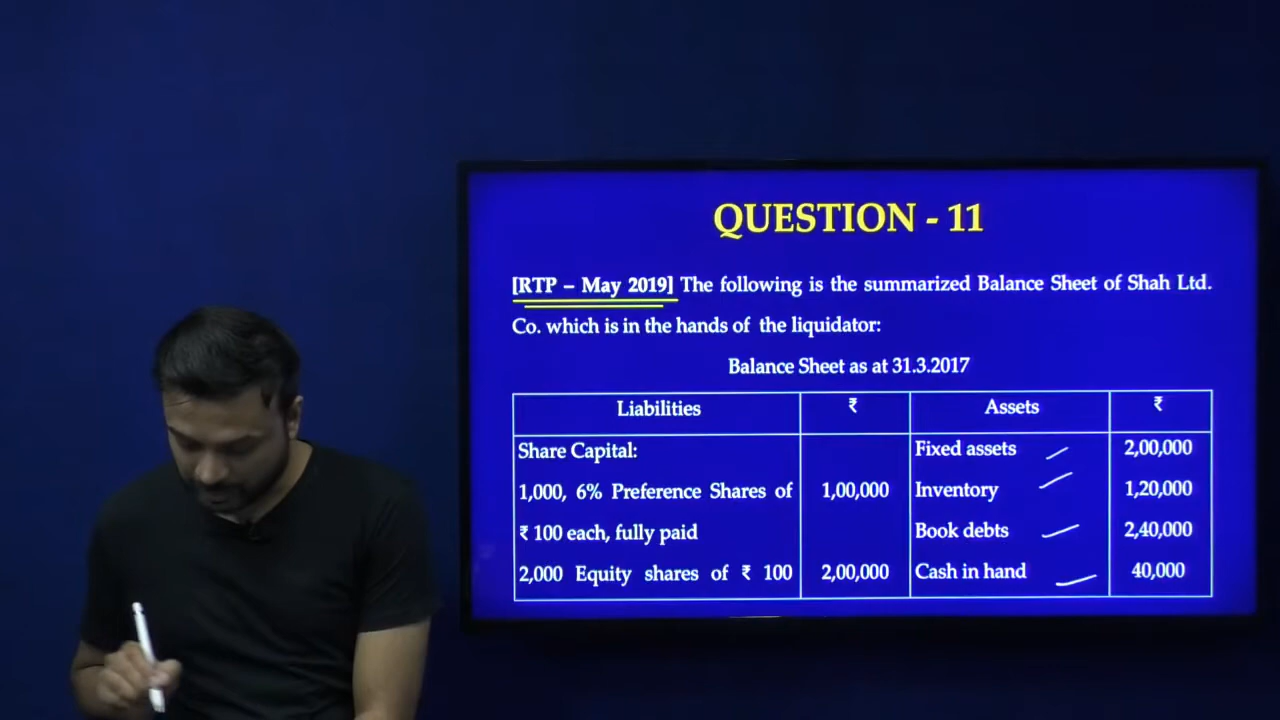 QUESTION - 11
[RTP – May 2019] The following is the summarized Balance Sheet of Shah Ltd.
Co. which is in the hands of the liquidator:
Balance Sheet as at 31.3.2017
Liabilities ₹ Assets ₹
Share Capital: Fixed assets 2,00,000
1,000, 6% Preference Shares of 1,00,000 Inventory 1,20,000
₹ 100 each, fully paid Book debts 2,40,000
2,000 Equity shares of ₹ 100 2,00,000 Cash in hand 40,000